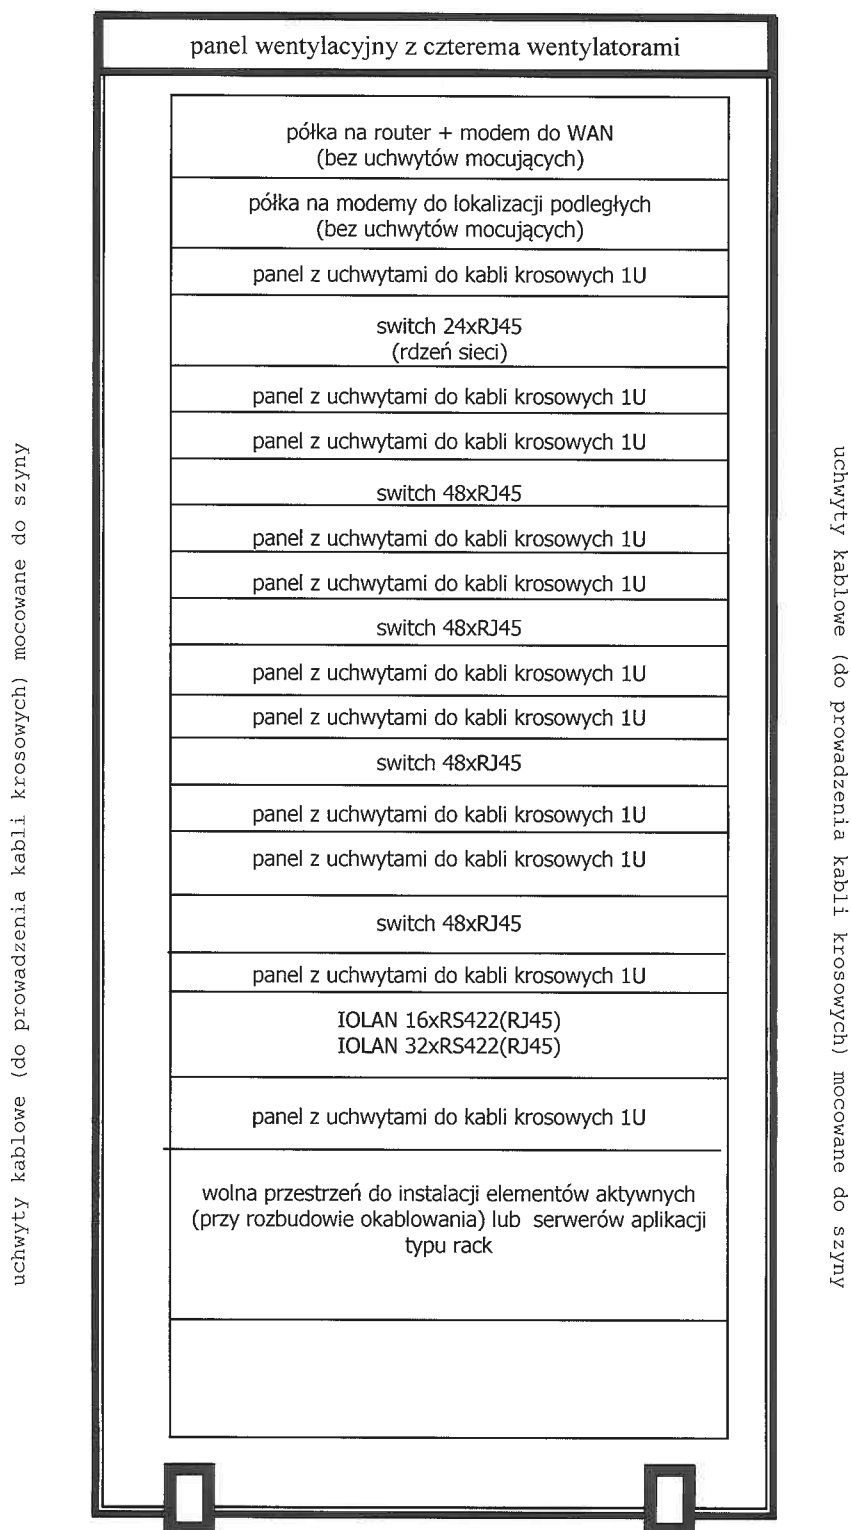 panel wentylacyjny z czterema wentylatorami
półka na router + modem do WAN
(bez uchwytów mocujących)
półka na modemy do lokalizacji podległych
(bez uchwytów mocujących)
panel z uchwytami do kabli krosowych 1U
switch 24xRJ45
(rdzeń sieci)
panel z uchwytami do kabli krosowych 1U
panel z uchwytami do kabli krosowych 1U
switch 48xRJ45
panel z uchwytami do kabli krosowych 1U
panel z uchwytami do kabli krosowych 1U
switch 48xRJ45
panel z uchwytami do kabli krosowych 1U
panel z uchwytami do kabli krosowych 1U
switch 48xRJ45
panel z uchwytami do kabli krosowych 1U
panel z uchwytami do kabli krosowych 1U
switch 48xRJ45
panel z uchwytami do kabli krosowych 1U
IOLAN 16xRS422(RJ45)
IOLAN 32xRS422(RJ45)
panel z uchwytami do kabli krosowych 1U
wolna przestrzeń do instalacji elementów aktywnych
(przy rozbudowie okablowania) lub serwerów aplikacji
typu rack
uchwyty kablowe (do prowadzenia kabli krosowych) mocowane do szyny
uchwyty kablowe (do prowadzenia kabli krosowych) mocowane do szyny